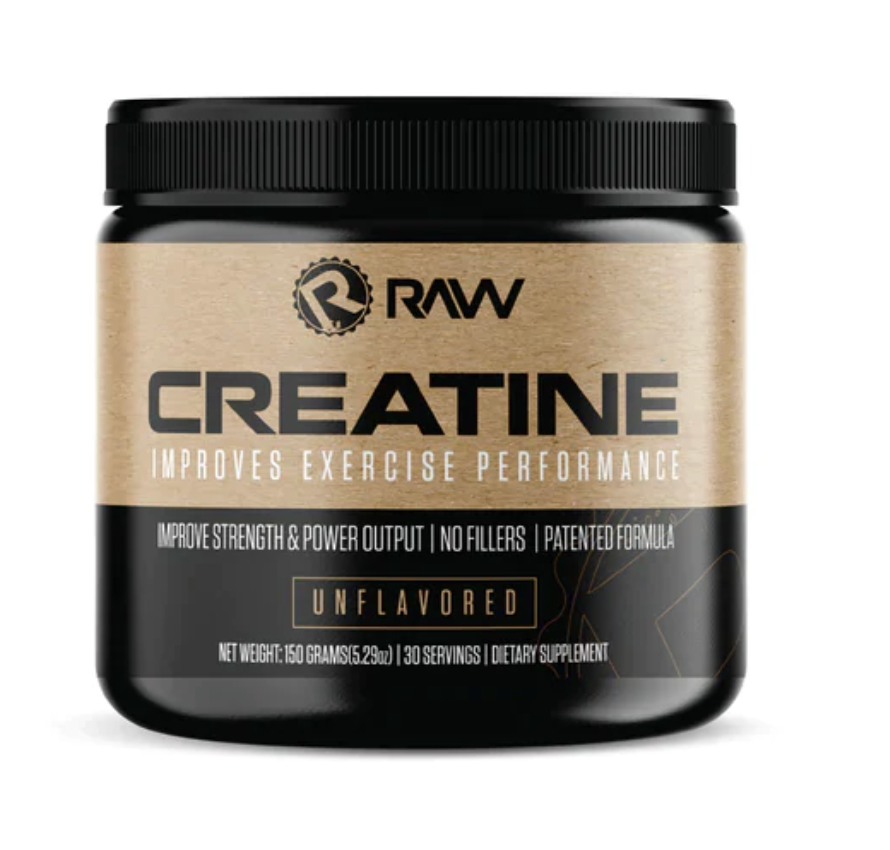 R RAW
CREATINE
IMPROVES EXERCISE PERFORMANCE
IMPROVE STRENGTH & POWER OUTPUT | NO FILLERS | PATENTED FORMULA
UNFLAVORED
NET WEIGHT: 150 GRAMS(5.29oz) | 30 SERVINGS | DIETARY SUPPLEMENT